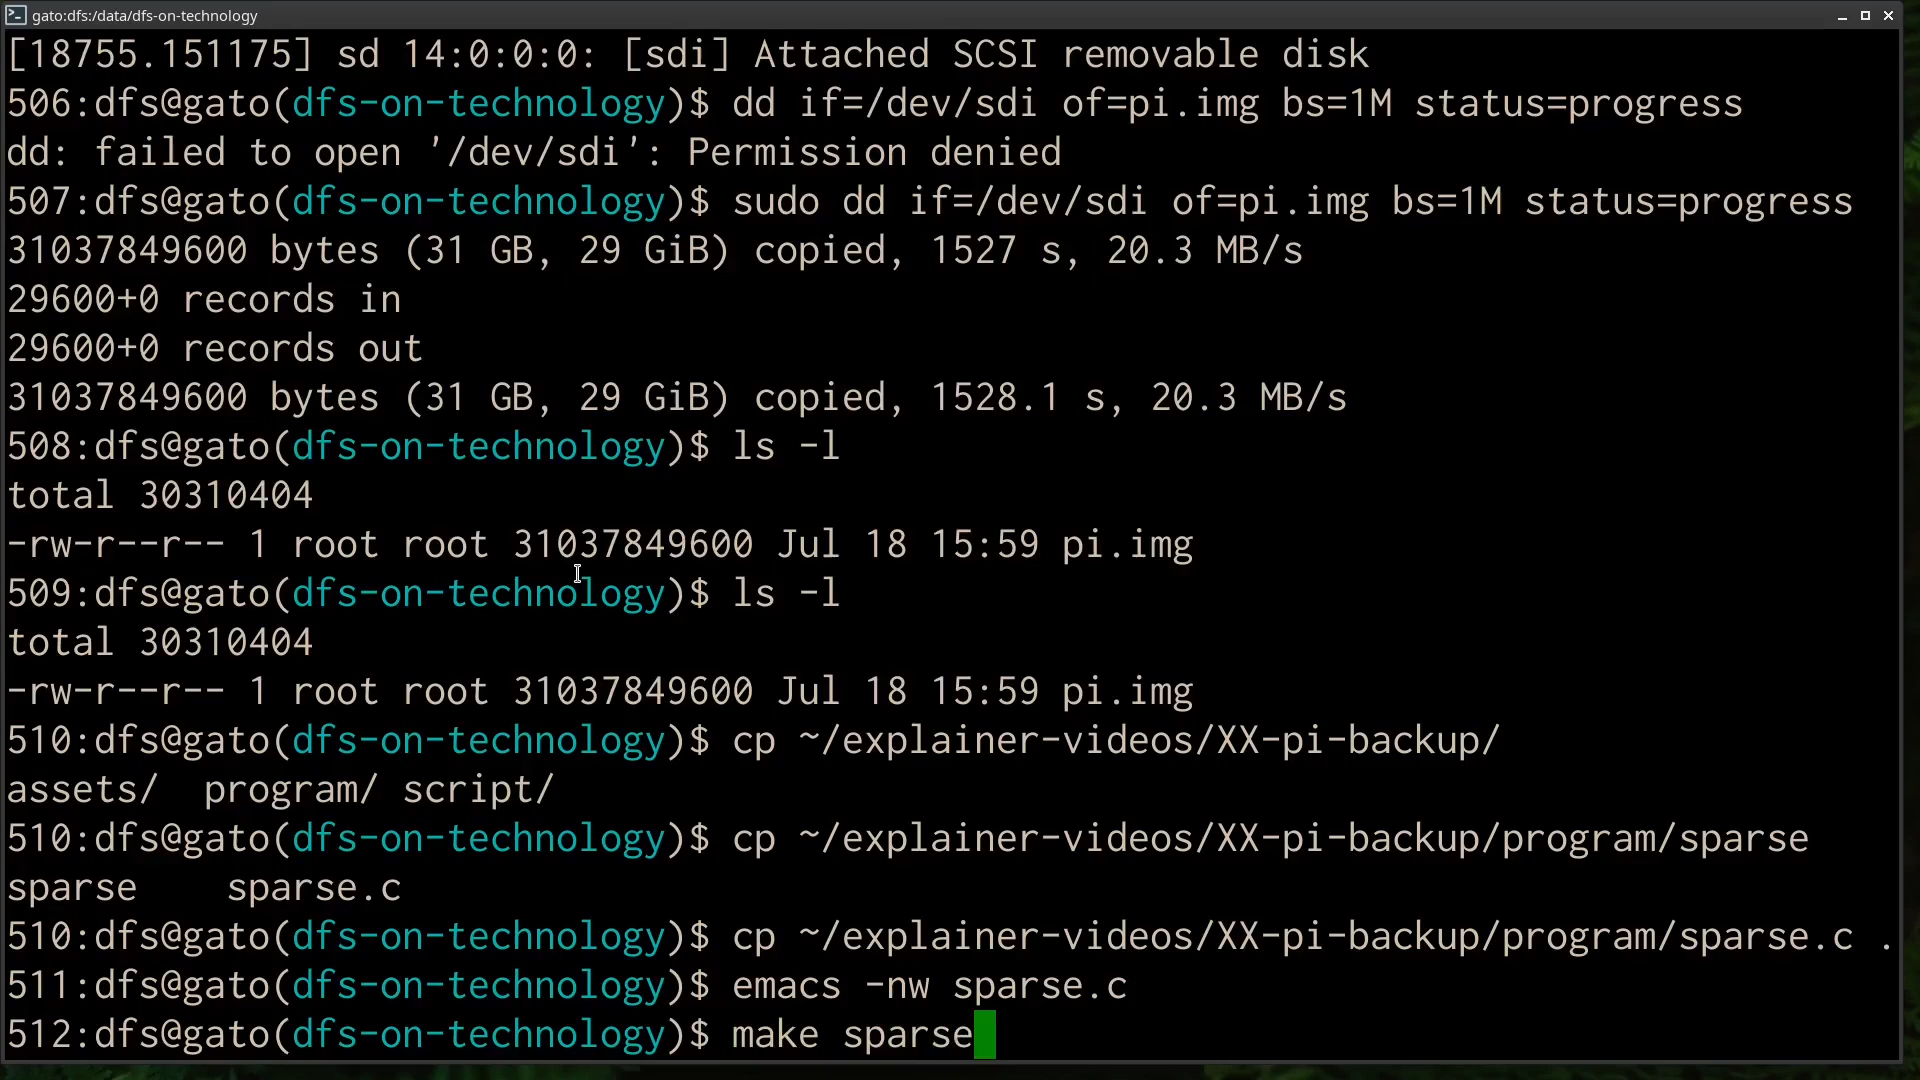 gato:dfs:/data/dfs-on-technology
[18755.151175] sd 14:0:0:0: [sdi] Attached SCSI removable disk
506:dfs@gato(dfs-on-technology)$ dd if=/dev/sdi of=pi.img bs=1M status=progress
dd: failed to open '/dev/sdi': Permission denied
507:dfs@gato(dfs-on-technology)$ sudo dd if=/dev/sdi of=pi.img bs=1M status=progress
31037849600 bytes (31 GB, 29 GiB) copied, 1527 s, 20.3 MB/s
29600+0 records in
29600+0 records out
31037849600 bytes (31 GB, 29 GiB) copied, 1528.1 s, 20.3 MB/s
508:dfs@gato(dfs-on-technology)$ ls -l
total 30310404
-rw-r--r-- 1 root root 31037849600 Jul 18 15:59 pi.img
509:dfs@gato(dfs-on-technology)$ ls -l
total 30310404
-rw-r--r-- 1 root root 31037849600 Jul 18 15:59 pi.img
510:dfs@gato(dfs-on-technology)$ cp ~/explainer-videos/XX-pi-backup/
assets/  program/ script/
510:dfs@gato(dfs-on-technology)$ cp ~/explainer-videos/XX-pi-backup/program/sparse
sparse    sparse.c
510:dfs@gato(dfs-on-technology)$ cp ~/explainer-videos/XX-pi-backup/program/sparse.c .
511:dfs@gato(dfs-on-technology)$ emacs -nw sparse.c
512:dfs@gato(dfs-on-technology)$ make sparse